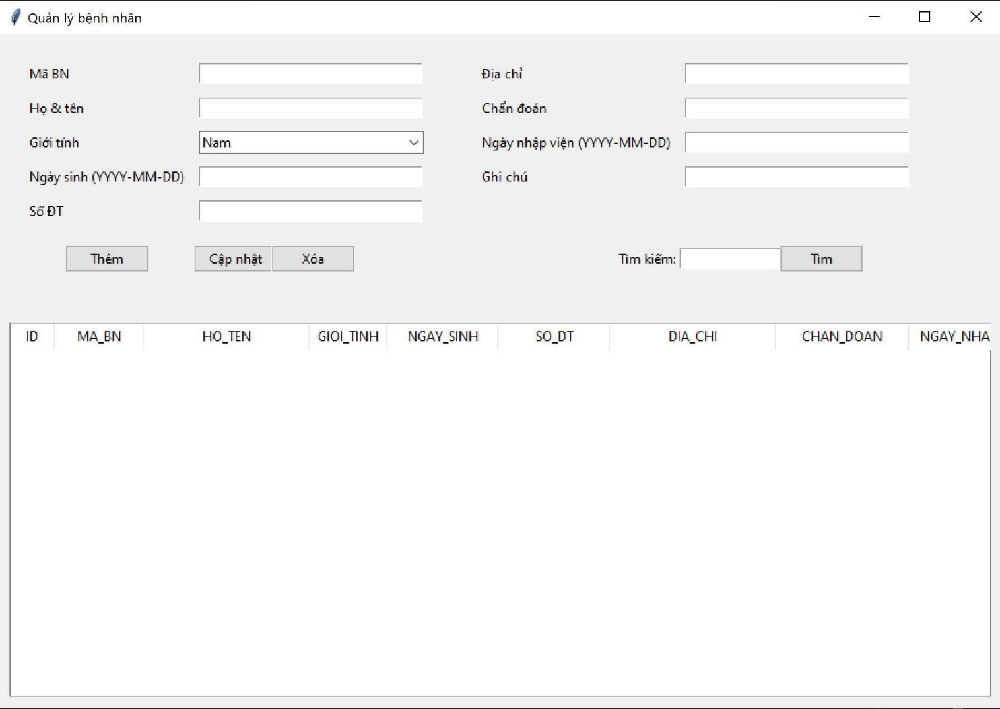 Quản lý bệnh nhân
Mã BN
Địa chỉ
Họ & tên
Chẩn đoán
Giới tính
Nam
Ngày nhập viện (YYYY-MM-DD)
Ngày sinh (YYYY-MM-DD)
Ghi chú
Số ĐT
Thêm
Cập nhật
Xóa
Tìm kiếm:
Tìm
ID MA_BN HO_TEN GIOI_TINH NGAY_SINH SO_DT DIA_CHI CHAN_DOAN NGAY_NHA